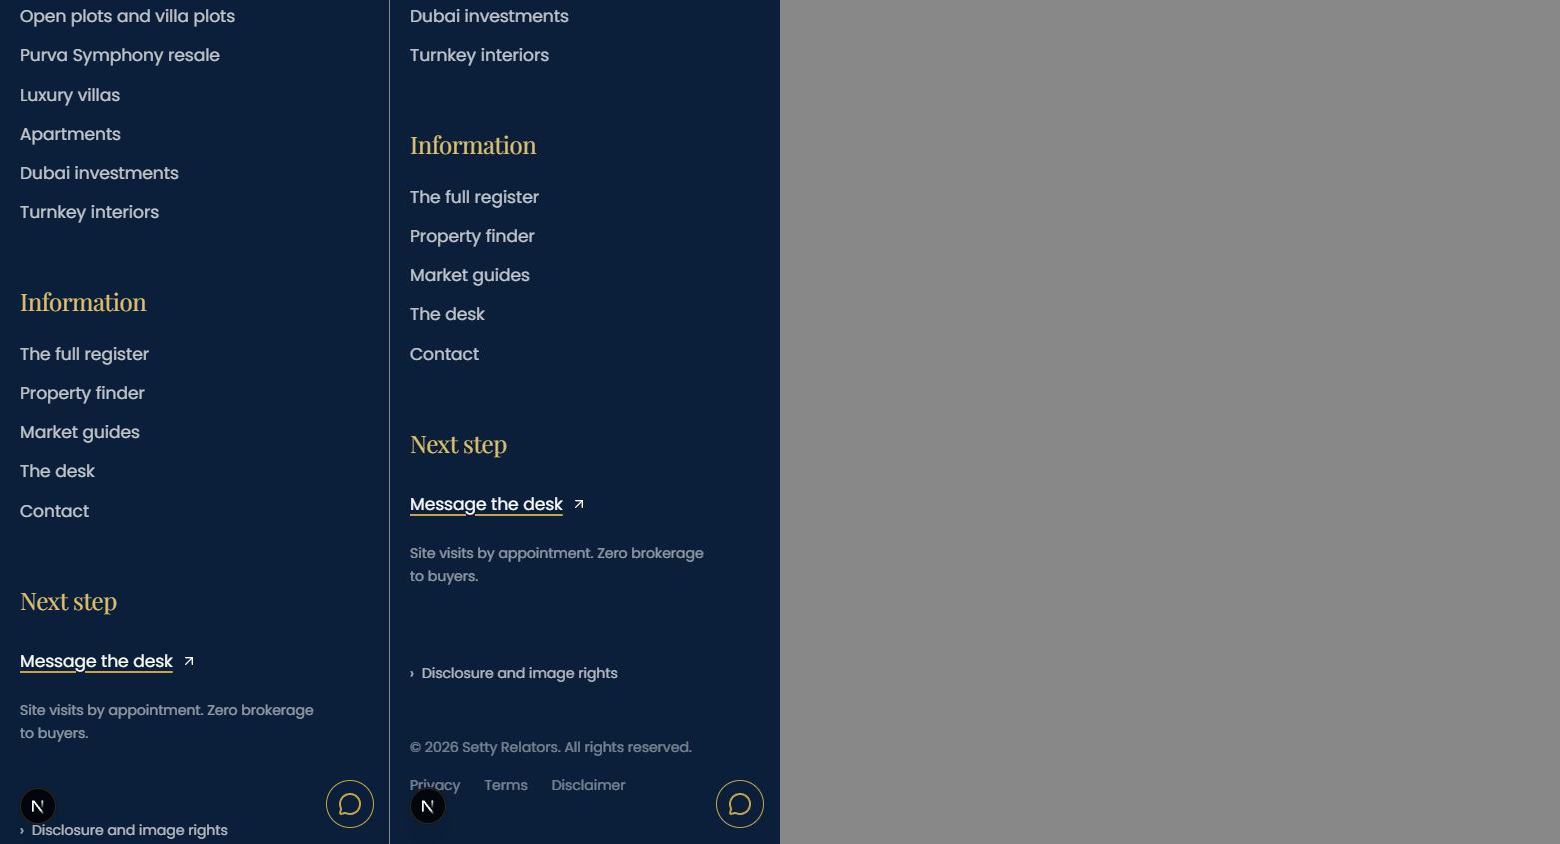 Open plots and villa plots
Purva Symphony resale
Luxury villas
Apartments
Dubai investments
Turnkey interiors
Information
The full register
Property finder
Market guides
The desk
Contact
Next step
Message the desk
Site visits by appointment. Zero brokerage
to buyers.
N
› Disclosure and image rights
Dubai investments
Turnkey interiors
Information
The full register
Property finder
Market guides
The desk
Contact
Next step
Message the desk
Site visits by appointment. Zero brokerage
to buyers.
› Disclosure and image rights
© 2026 Setty Relators. All rights reserved.
Privacy Terms Disclaimer
N